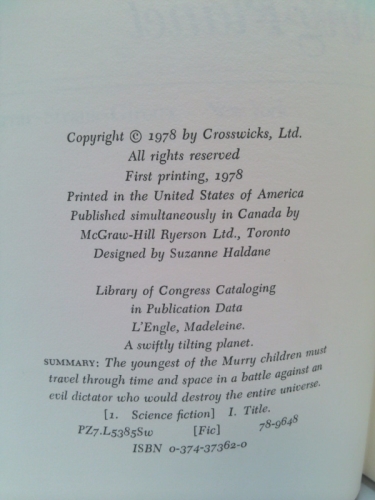 Copyright © 1978 by Crosswicks, Ltd.
All rights reserved
First printing, 1978
Printed in the United States of America
Published simultaneously in Canada by
McGraw-Hill Ryerson Ltd., Toronto
Designed by Suzanne Haldane
Library of Congress Cataloging
in Publication Data
L'Engle, Madeleine.
A swiftly tilting planet.
SUMMARY: The youngest of the Murry children must
travel through time and space in a battle against an
evil dictator who would destroy the entire universe.
[1. Science fiction] I. Title.
PZ7.L5385Sw [Fic] 78-9648
ISBN 0-374-37362-0